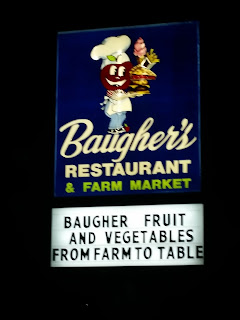 Baugher's
RESTAURANT
& FARM MARKET
BAUGHER FRUIT
AND VEGETABLES
FROM FARM TO TABLE